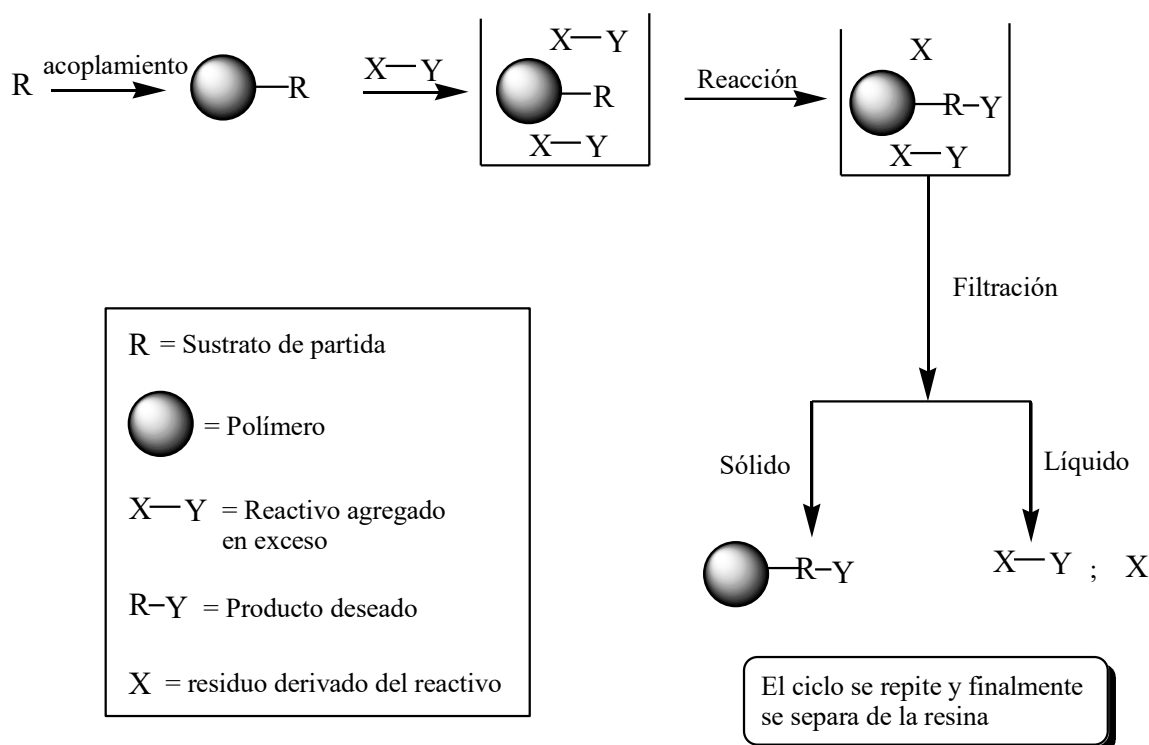 R
acoplamiento
R
X—Y
X—Y
R
X—Y
Reacción
X
R–Y
X—Y
Filtración
Sólido
Líquido
R–Y
X—Y ; X
R = Sustrato de partida
= Polímero
X—Y = Reactivo agregado
en exceso
R–Y = Producto deseado
X = residuo derivado del reactivo
El ciclo se repite y finalmente
se separa de la resina